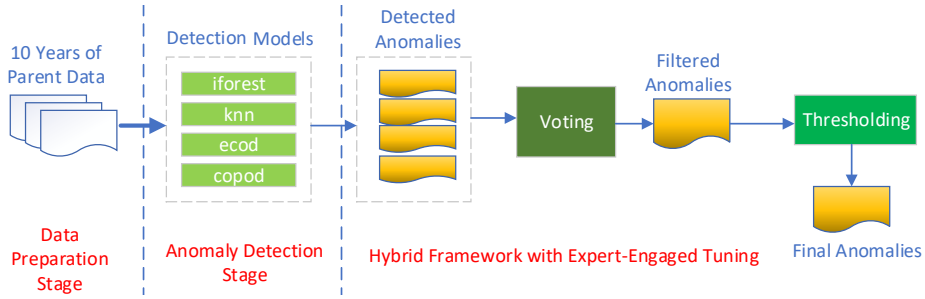 10 Years of
Parent Data
Detection Models
iforest
knn
ecod
copod
Detected
Anomalies
Voting
Filtered
Anomalies
Thresholding
Final Anomalies
Data
Preparation
Stage
Anomaly Detection
Stage
Hybrid Framework with Expert-Engaged Tuning